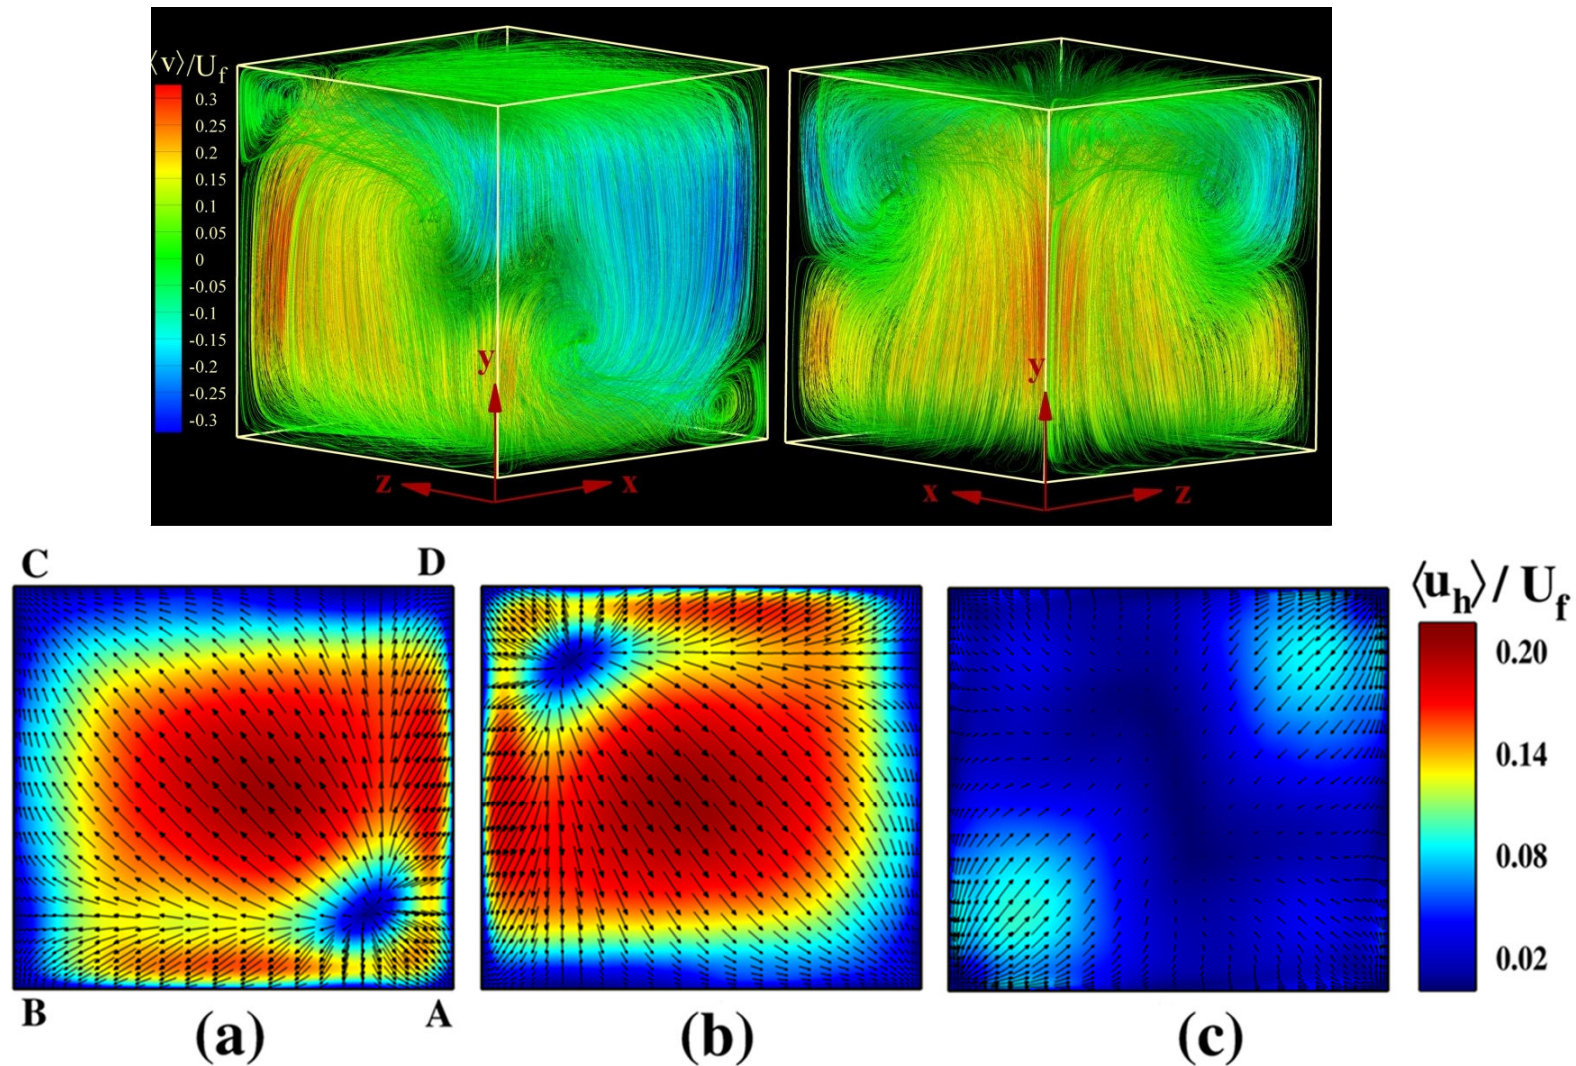 ⟨v⟩/U_f
0.3
0.25
0.2
0.15
0.1
0.05
0
-0.05
-0.1
-0.15
-0.2
-0.25
-0.3
y
z
x
y
x
z
C
D
B
A
(a)
(b)
(c)
⟨u_h⟩ / U_f
0.20
0.14
0.08
0.02